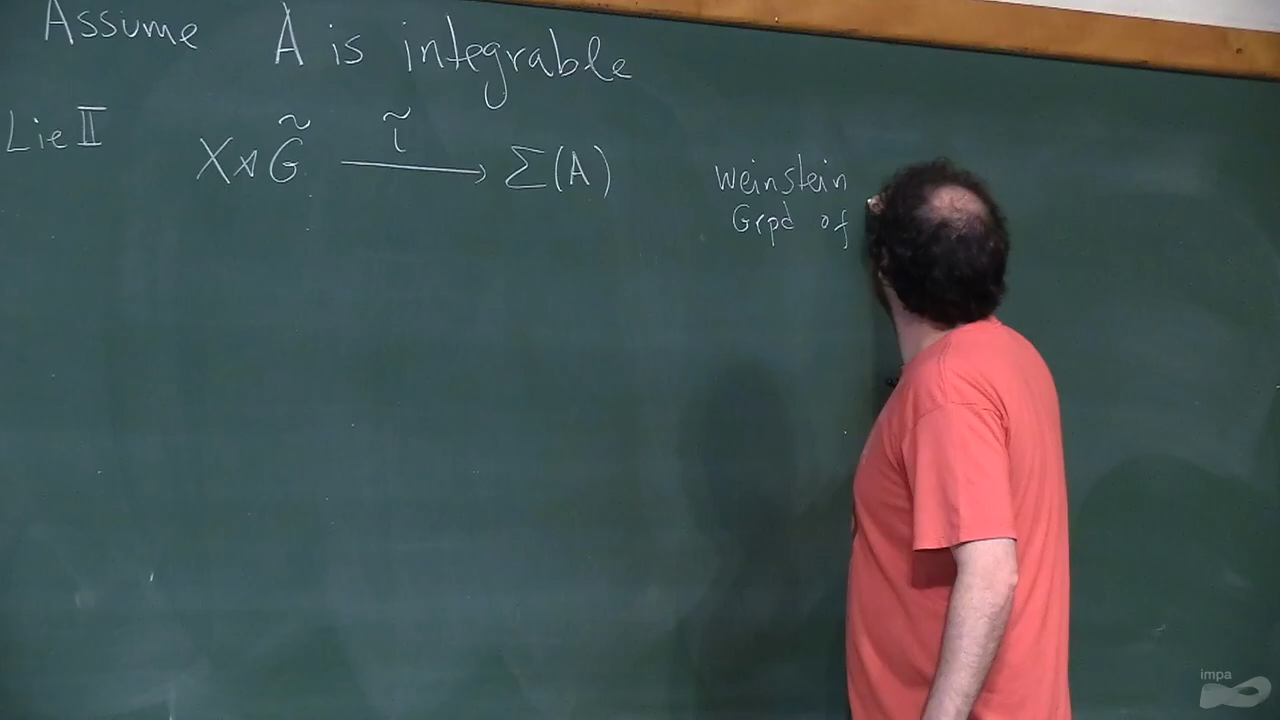 Assume A is integrable
Lie II X ⋊ G̃ ⟶ Σ(A)
ι̃
Weinstein
Grpd of
impa